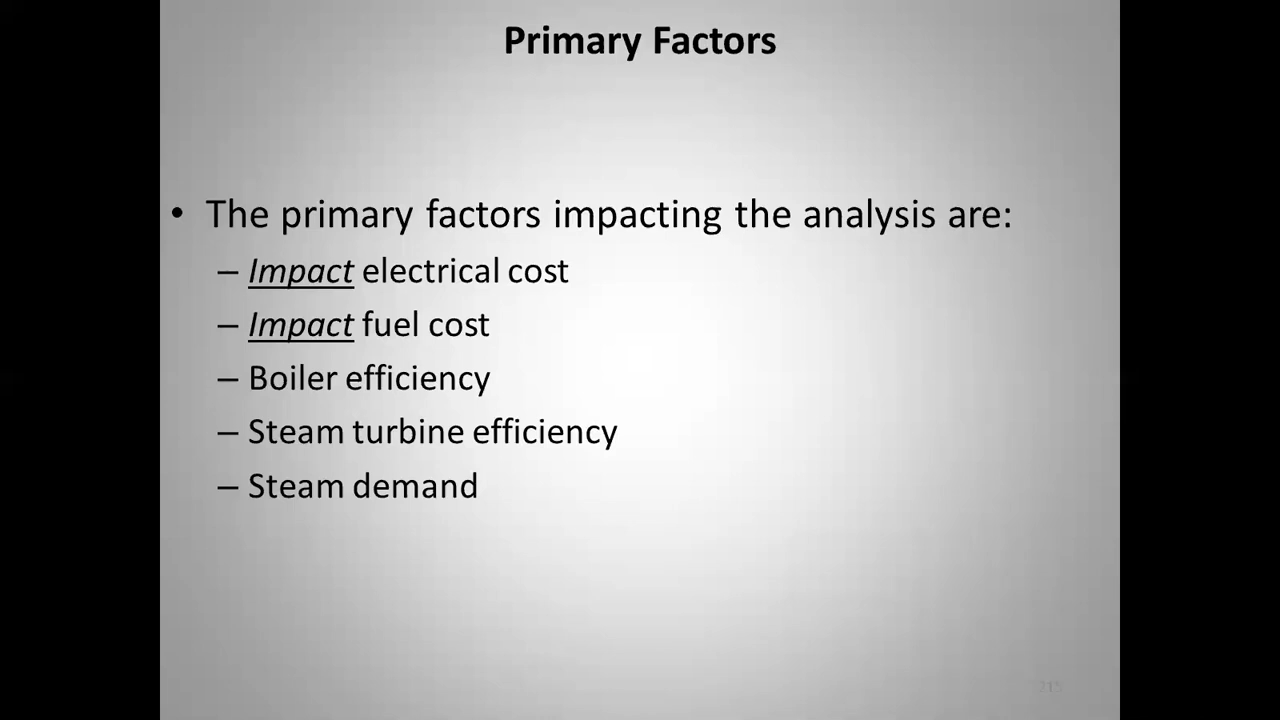 Primary Factors
• The primary factors impacting the analysis are:
– Impact electrical cost
– Impact fuel cost
– Boiler efficiency
– Steam turbine efficiency
– Steam demand